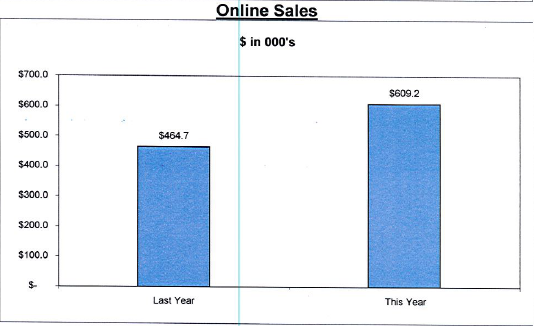 Online Sales
$ in 000's
$700.0
$600.0
$609.2
$500.0
$464.7
$400.0
$300.0
$200.0
$100.0
$-
Last Year
This Year